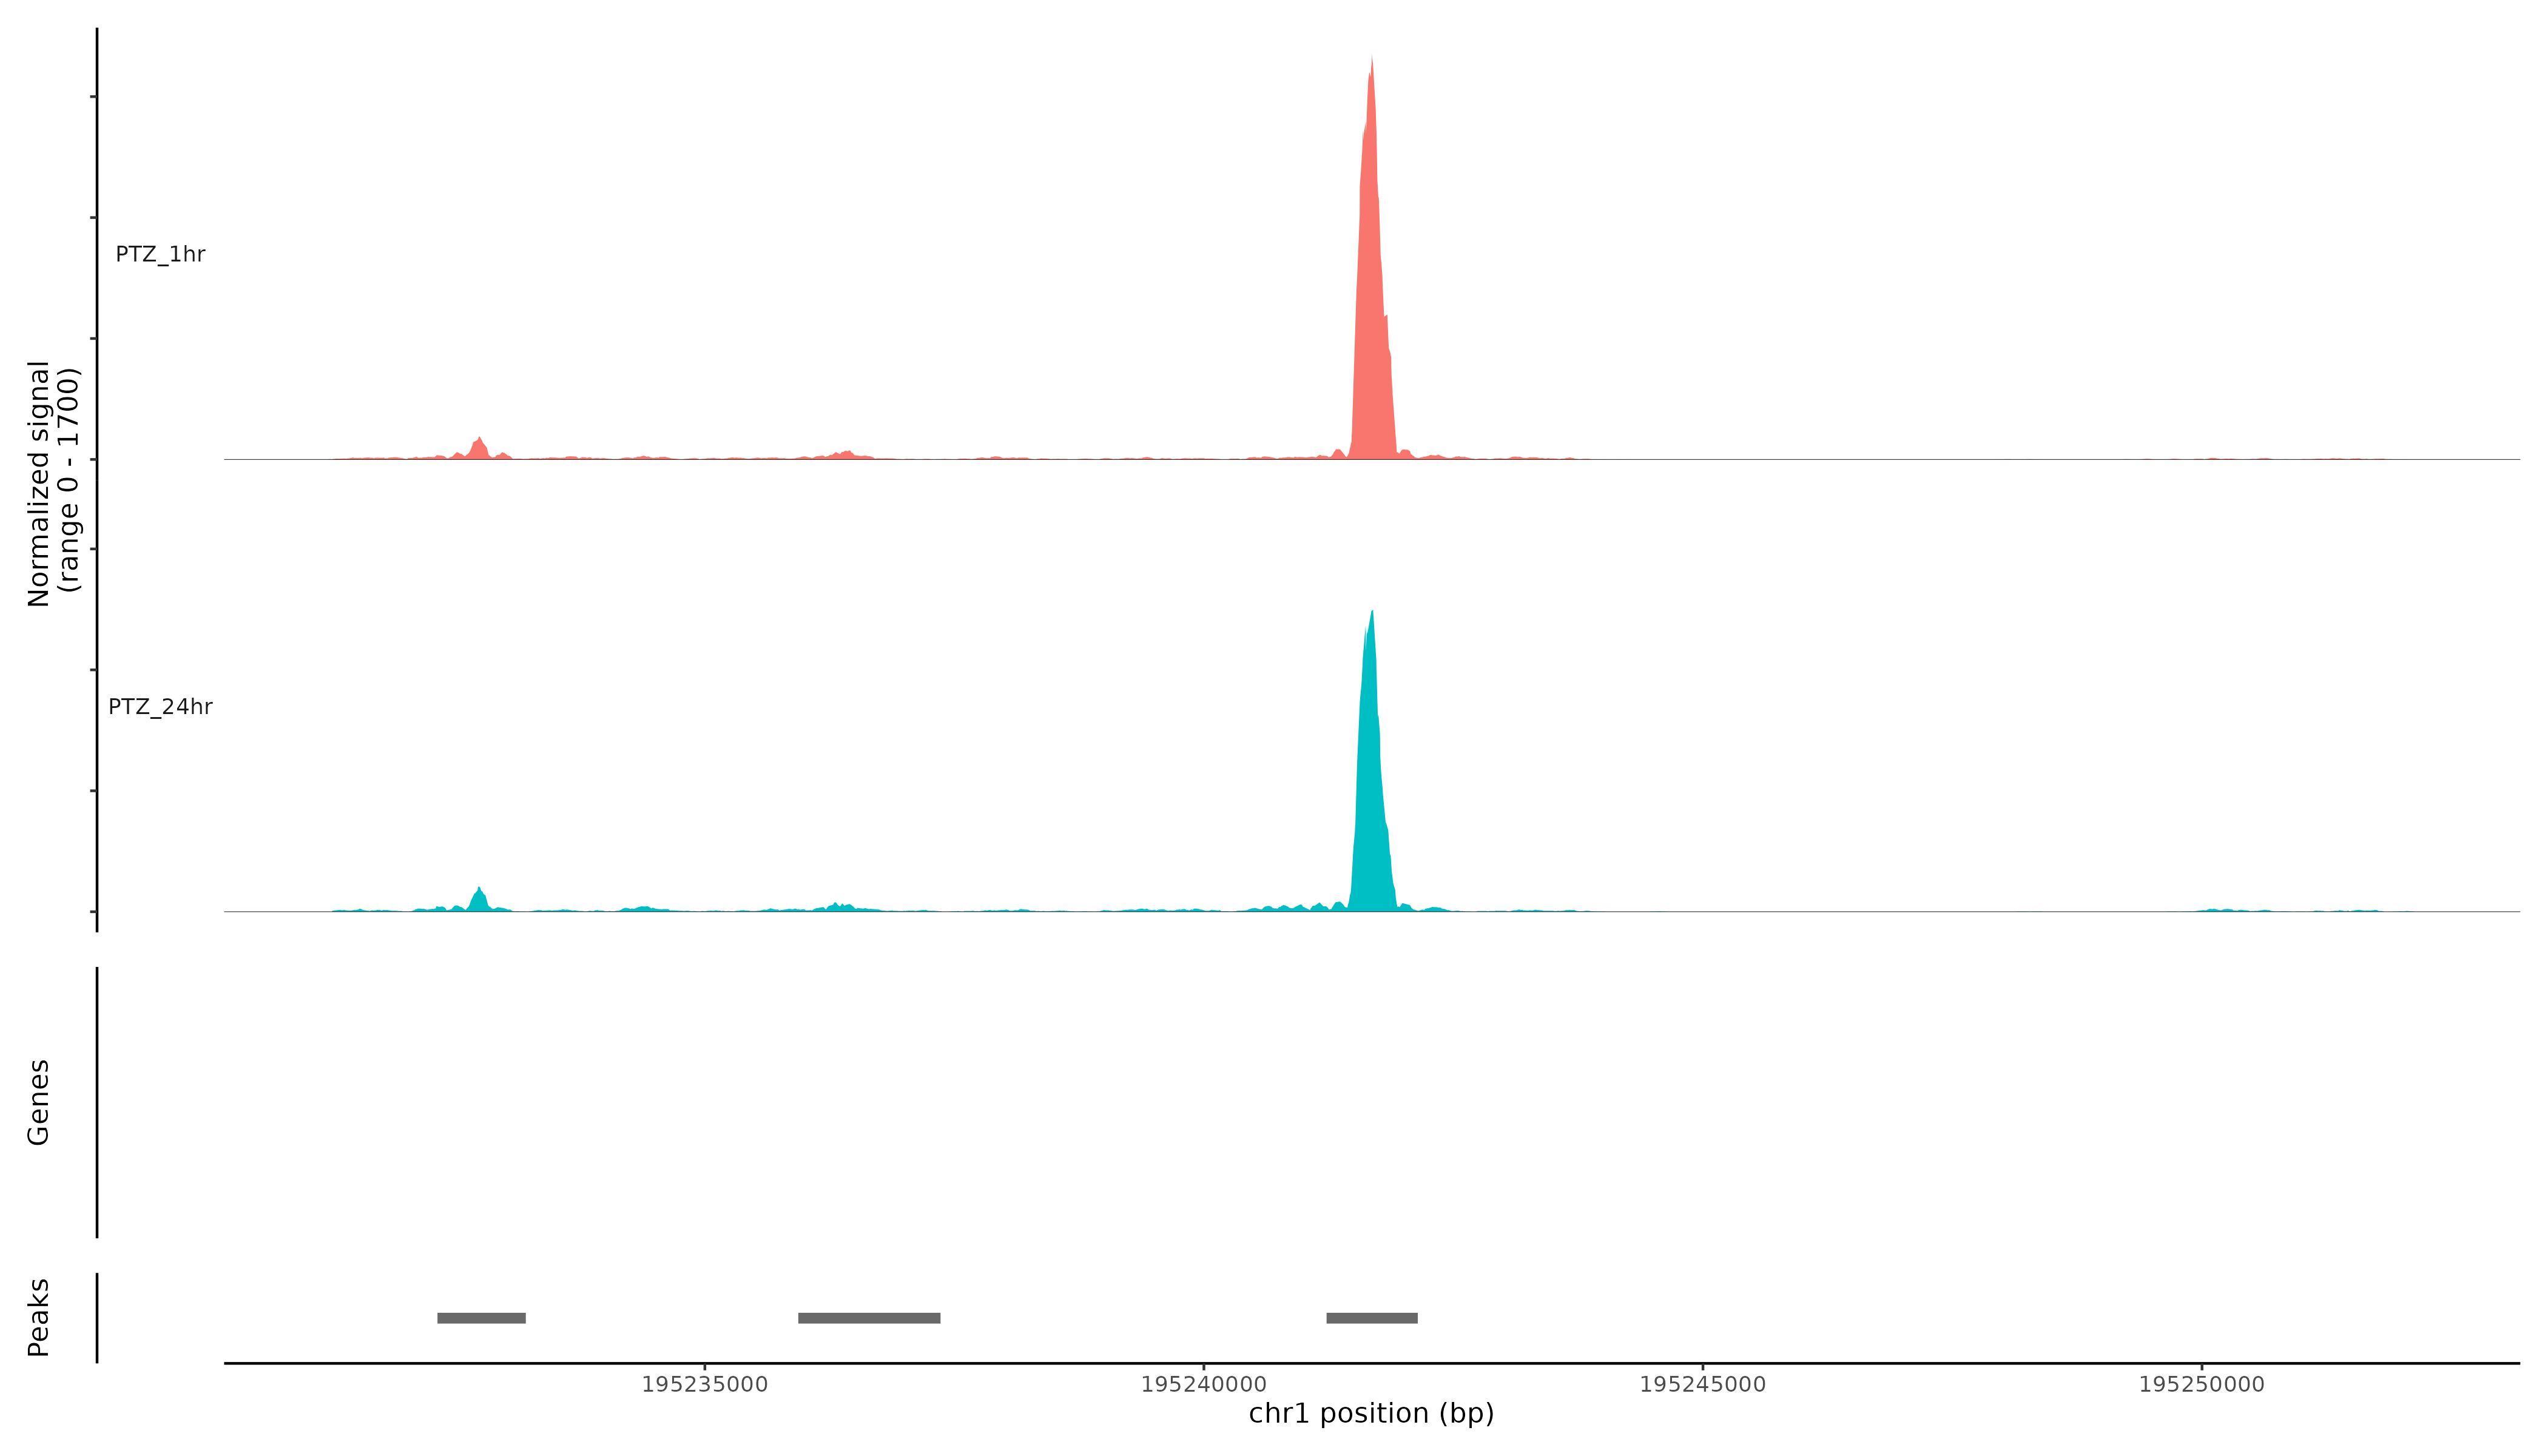 Normalized signal
(range 0 - 1700)
PTZ_1hr
PTZ_24hr
Genes
Peaks
195235000
195240000
195245000
195250000
chr1 position (bp)